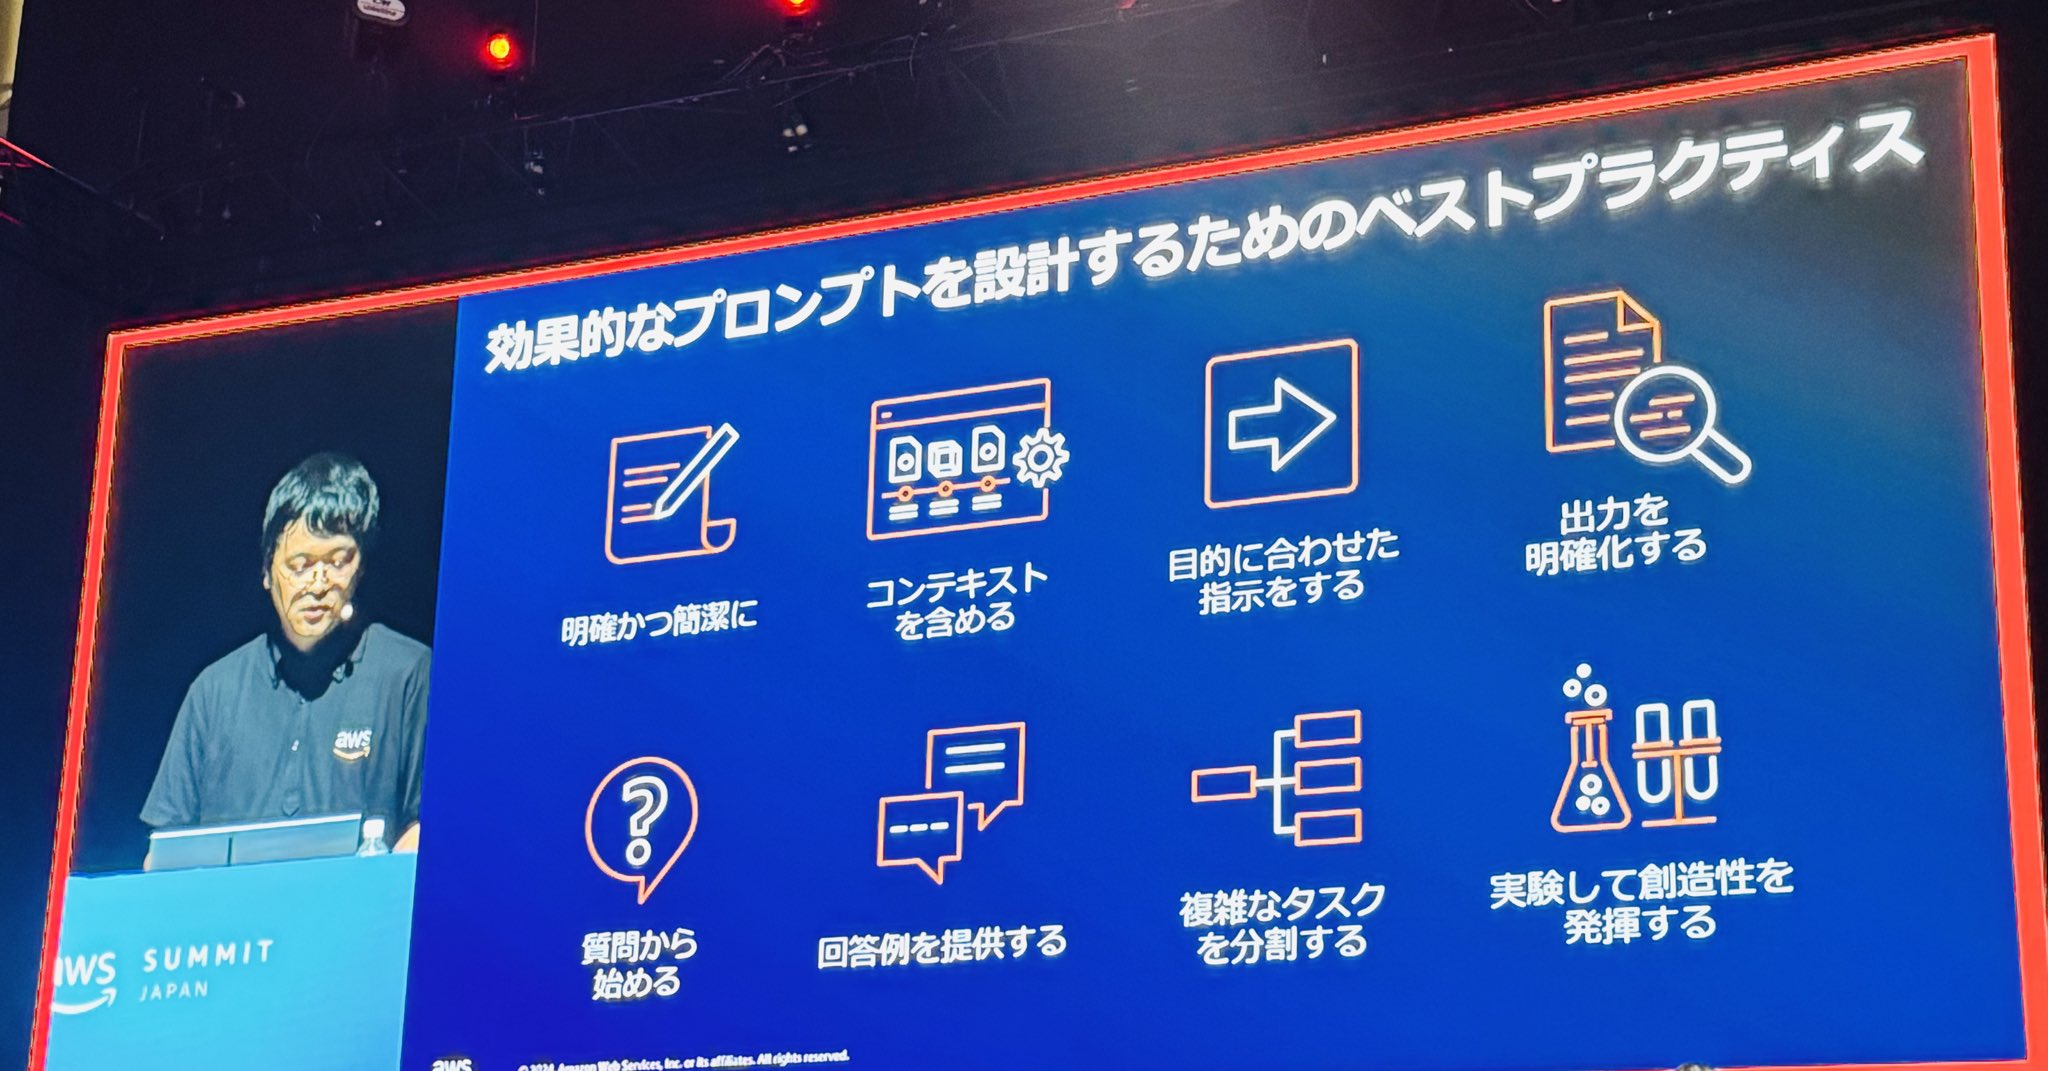 効果的なプロンプトを設計するためのベストプラクティス
明確かつ簡潔に
コンテキスト
を含める
目的に合わせた
指示をする
出力を
明確化する
質問から
始める
回答例を提供する
複雑なタスク
を分割する
実験して創造性を
発揮する
aws
aws SUMMIT
JAPAN
aws
© 2024, Amazon Web Services, Inc. or its affiliates. All rights reserved.